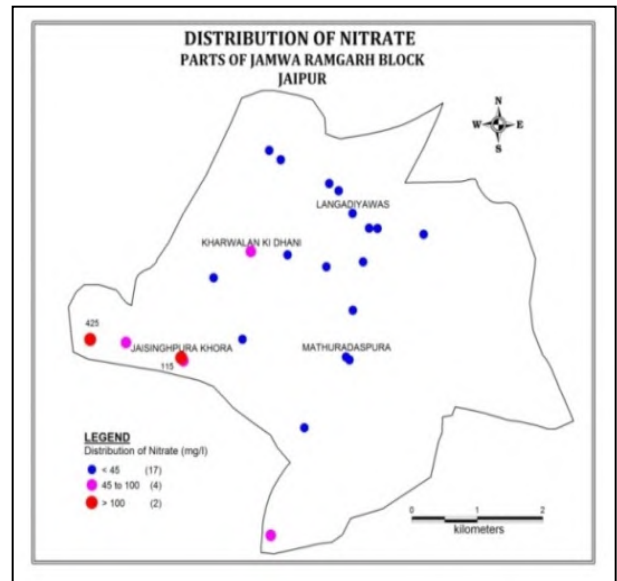 DISTRIBUTION OF NITRATE
PARTS OF JAMWA RAMGARH BLOCK
JAIPUR
N
W E
S
LANGADIYAWAS
KHARWALAN KI DHANI
425
JAISINGHPURA KHORA
MATHURADASPURA
115
LEGEND
Distribution of Nitrate (mg/l)
< 45 (17)
45 to 100 (4)
> 100 (2)
0 1 2
kilometers